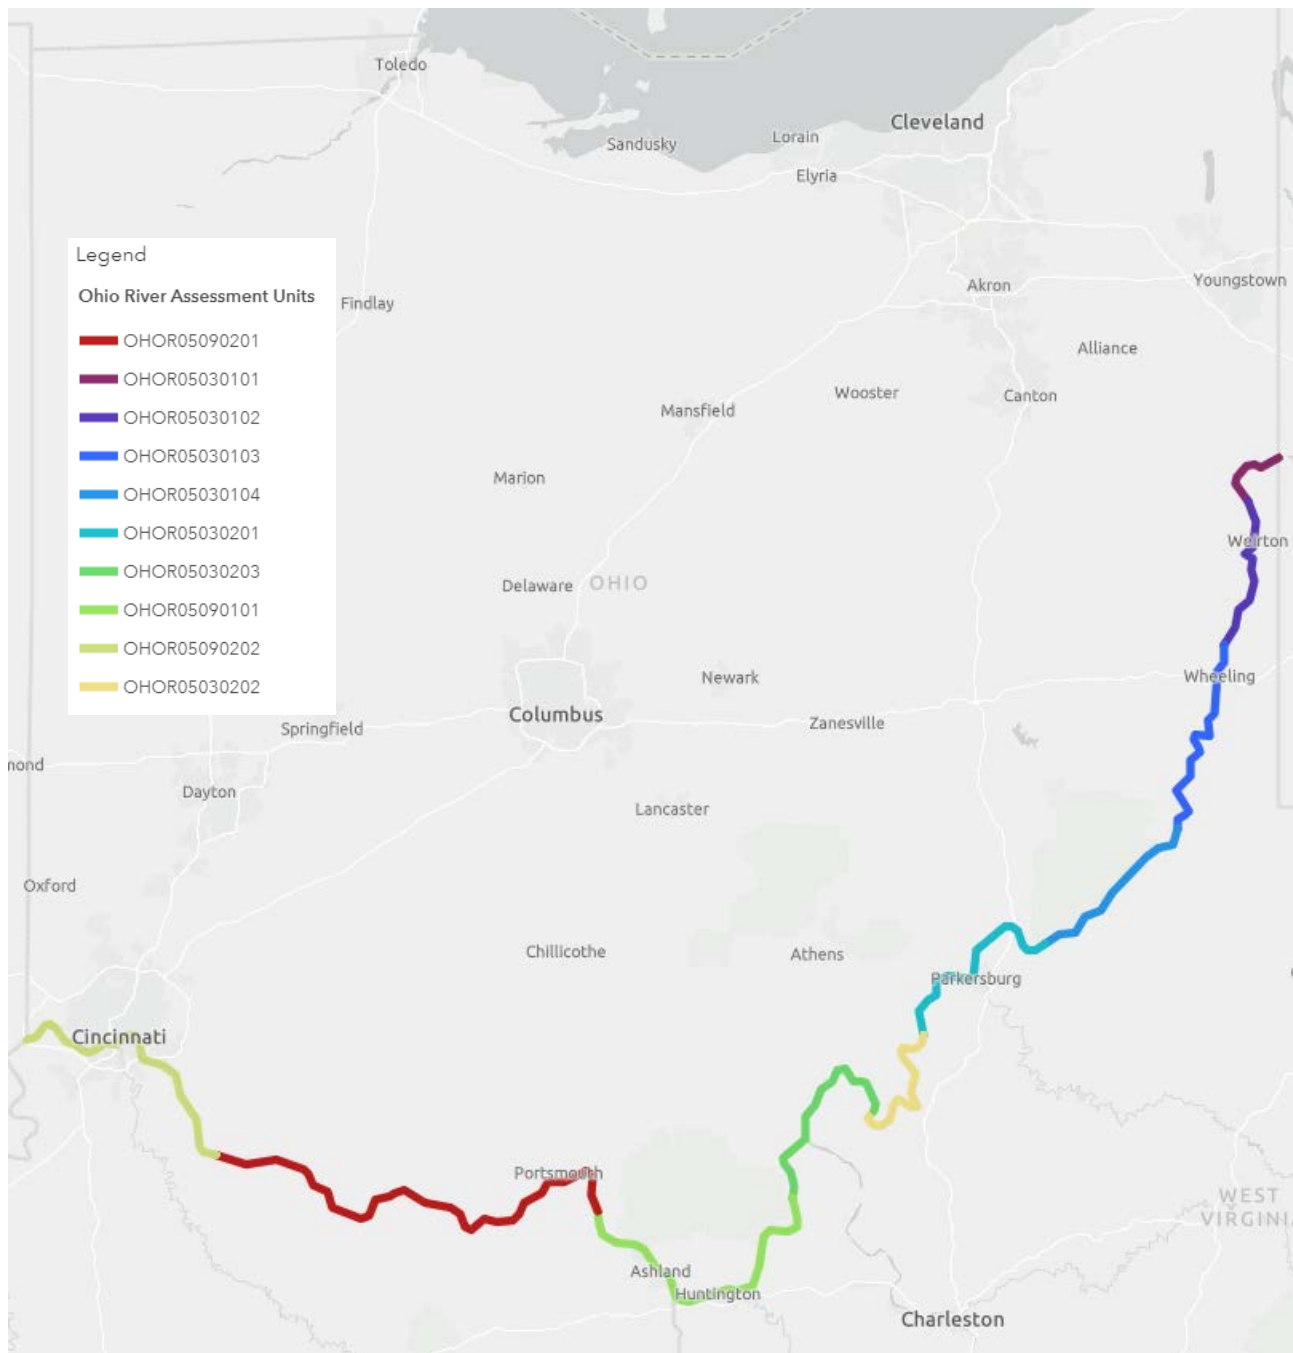 Toledo
Cleveland
Lorain
Sandusky
Elyria
Legend
Youngstown
Akron
Ohio River Assessment Units
Findlay
OHOR05090201
Alliance
OHOR05030101
Wooster
Canton
Mansfield
OHOR05030102
OHOR05030103
Marion
OHOR05030104
OHOR05030201
Weirton
OHOR05030203
Delaware
OHIO
OHOR05090101
OHOR05090202
Newark
Wheeling
OHOR05030202
Columbus
Zanesville
Springfield
mond
Dayton
Lancaster
Oxford
Chillicothe
Athens
Parkersburg
Cincinnati
Portsmouth
WEST
VIRGINIA
Ashland
Huntington
Charleston